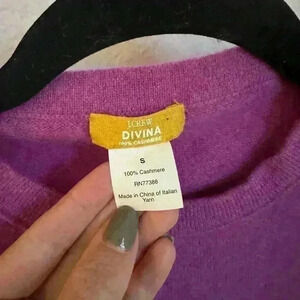 J.CREW
DIVINA
100% CASHMERE
S
100% Cashmere
RN77388
Made in China of Italian
Yarn